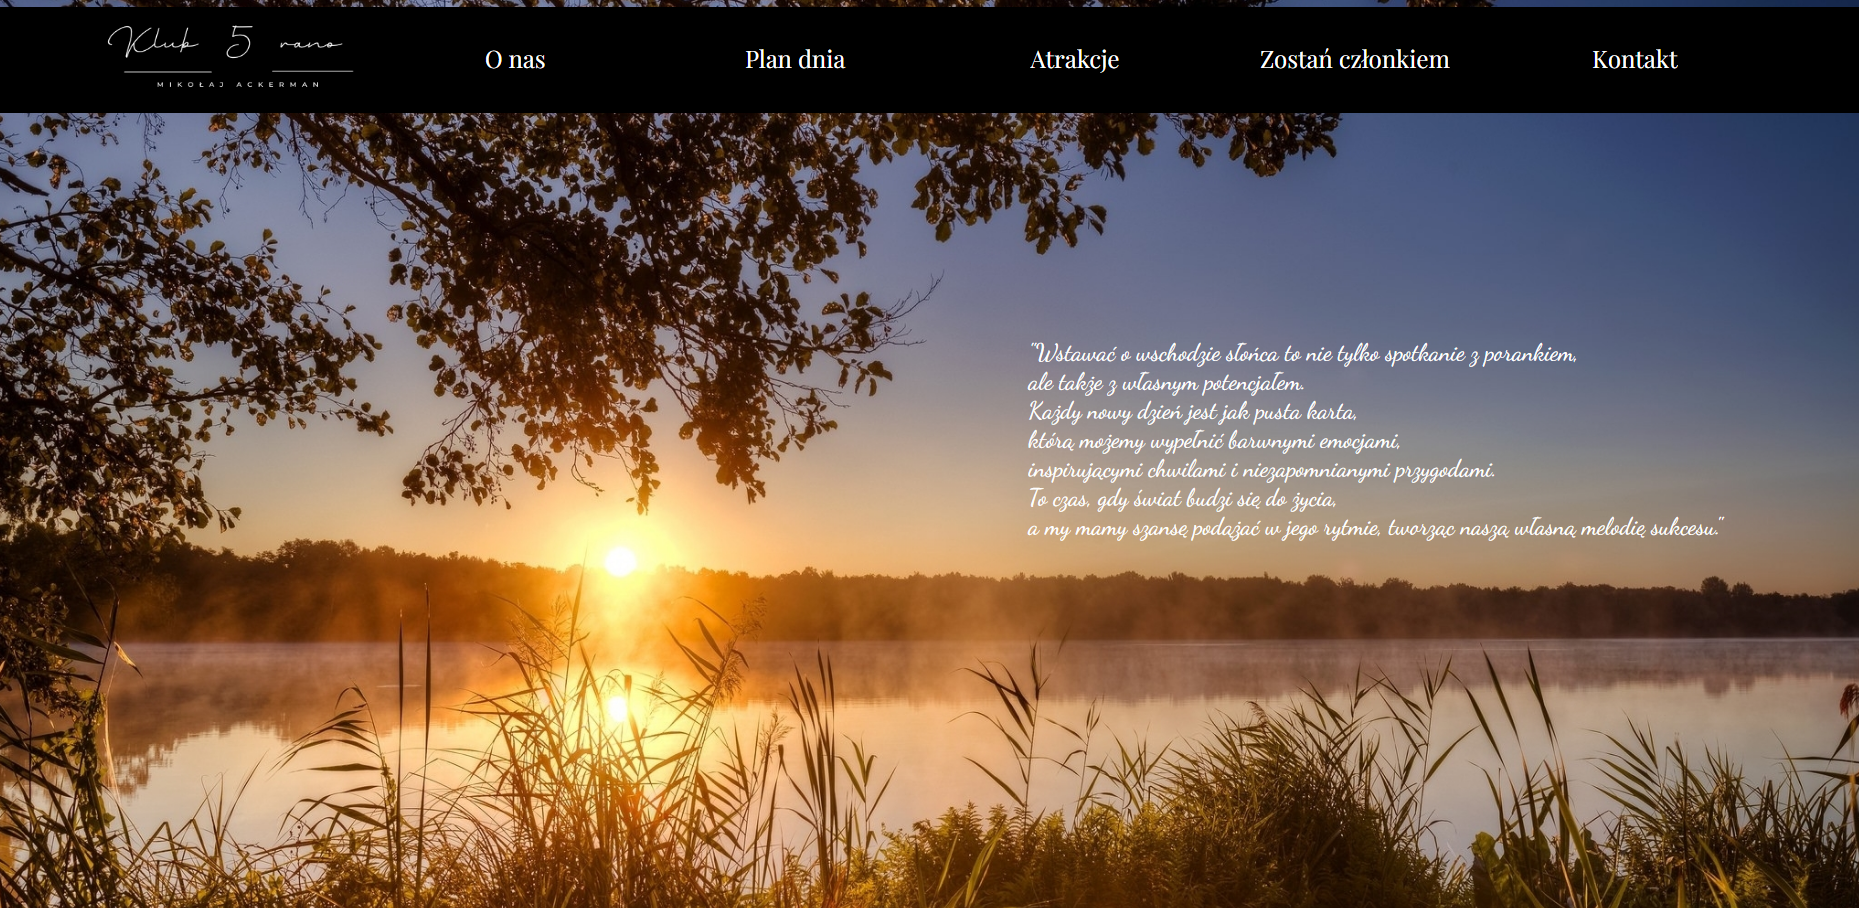 Klub 5 rano
MIKOŁAJ ACKERMAN
O nas
Plan dnia
Atrakcje
Zostań członkiem
Kontakt
"Wstawać o wschodzie słońca to nie tylko spotkanie z porankiem,
ale także z własnym potencjałem.
Każdy nowy dzień jest jak pusta karta,
którą możemy wypełnić barwnymi emocjami,
inspirującymi chwilami i niezapomnianymi przygodami.
To czas, gdy świat budzi się do życia,
a my mamy szansę podążać w jego rytmie, tworząc naszą własną melodię sukcesu."